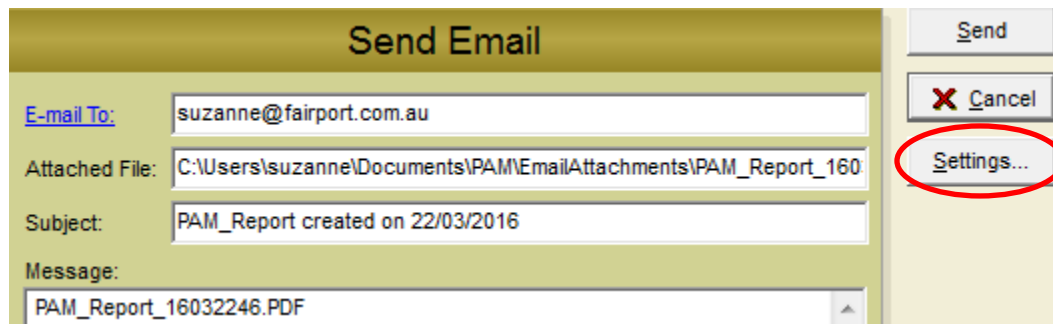 Send Email
Send
E-mail To: suzanne@fairport.com.au
Cancel
Attached File: C:\Users\suzanne\Documents\PAM\EmailAttachments\PAM_Report_160
Settings...
Subject: PAM_Report created on 22/03/2016
Message:
PAM_Report_16032246.PDF